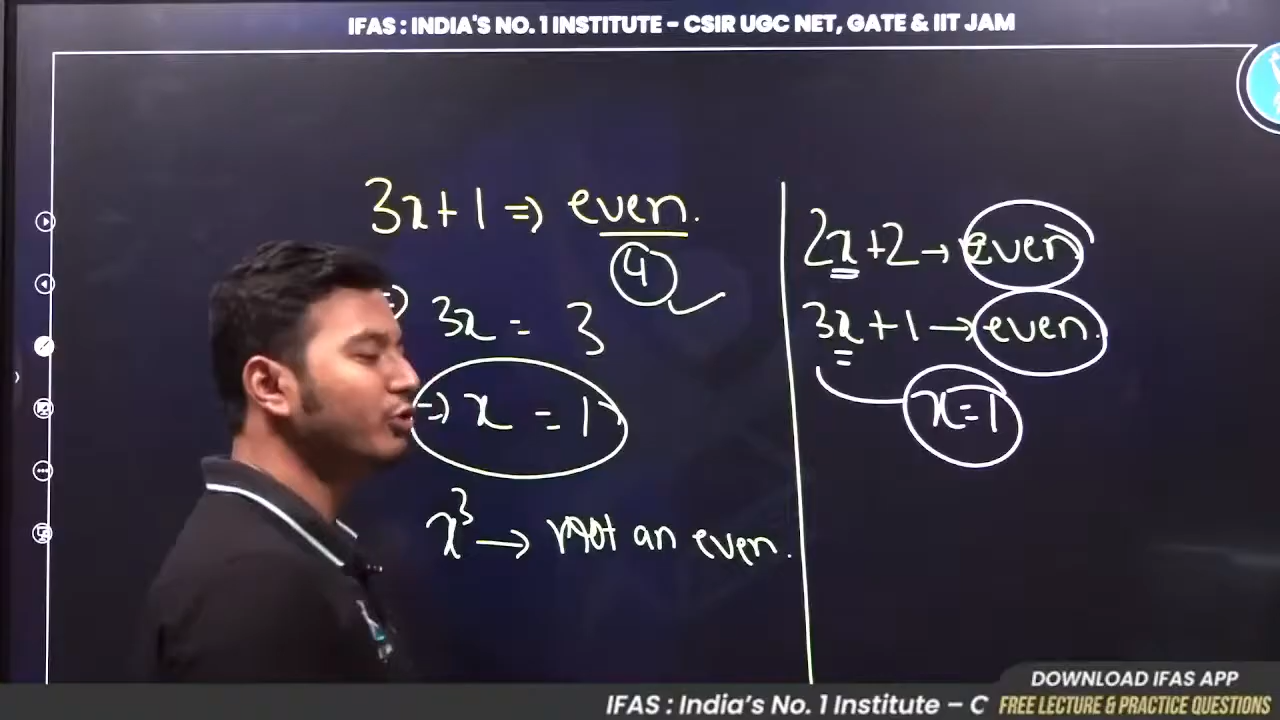 IFAS : INDIA'S NO. 1 INSTITUTE - CSIR UGC NET, GATE & IIT JAM
3x+1 ⇒ even.
4
3x = 3
⇒ x = 1
x³ → not an even.
2x+2 → even
3x+1 → even.
x=1
DOWNLOAD IFAS APP
IFAS : India's No. 1 Institute – C
FREE LECTURE & PRACTICE QUESTIONS